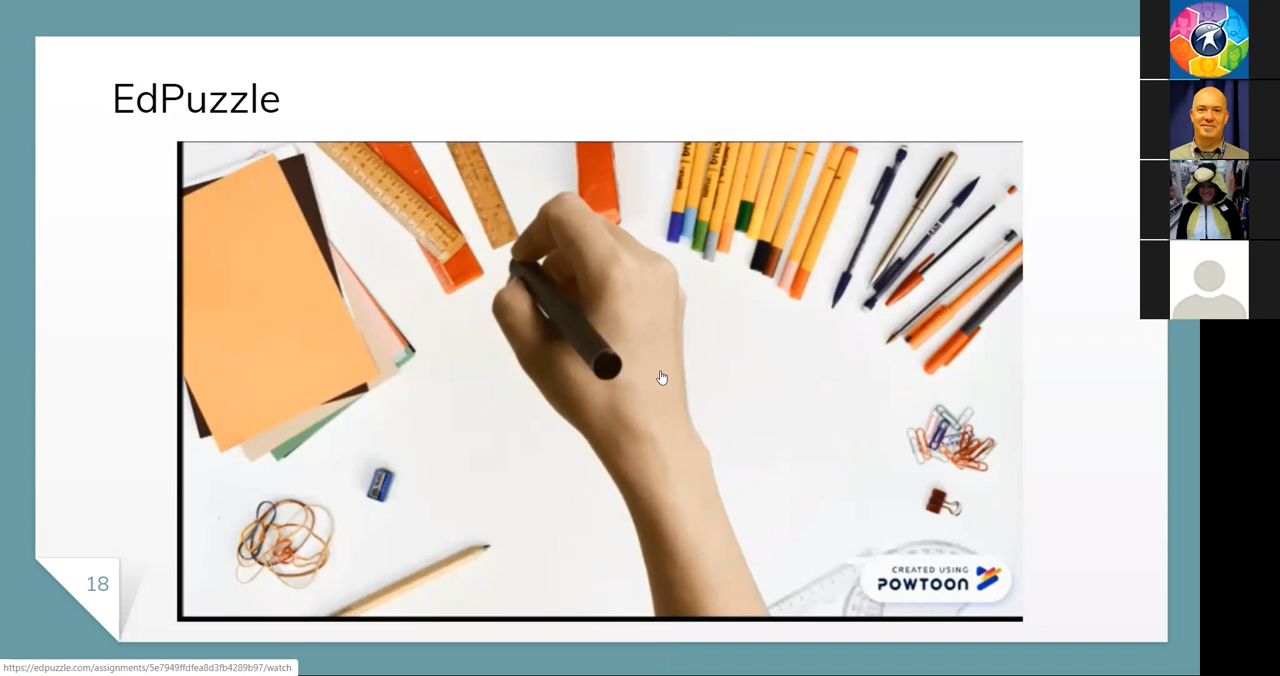 EdPuzzle
CREATED USING
POWTOON
18
https://edpuzzle.com/assignments/5e7949ffdfea8d3fb4289b97/watch